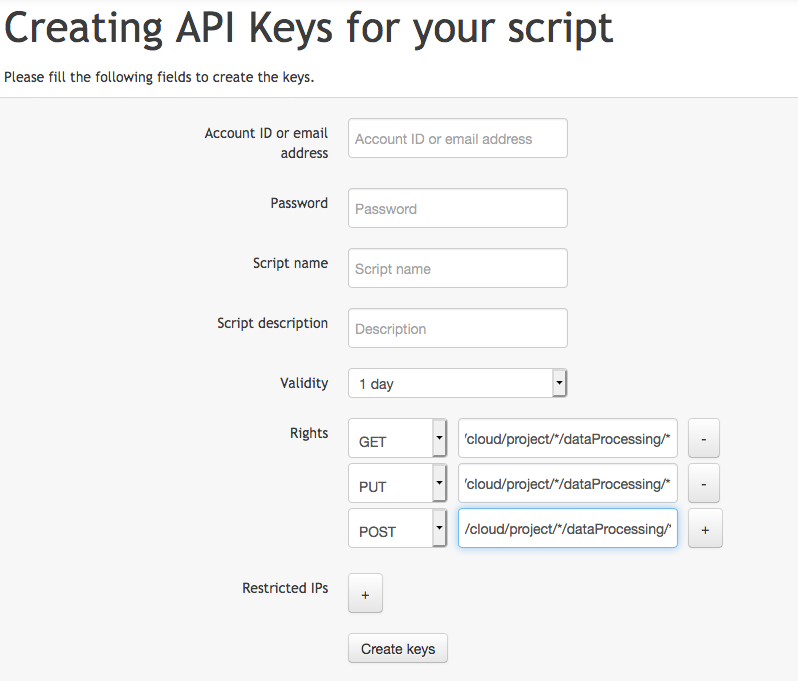 Creating API Keys for your script
Please fill the following fields to create the keys.
Account ID or email
address
Account ID or email address
Password
Password
Script name
Script name
Script description
Description
Validity
1 day
Rights
GET
/cloud/project/*/dataProcessing/*
-
PUT
/cloud/project/*/dataProcessing/*
-
POST
/cloud/project/*/dataProcessing/*
+
Restricted IPs
+
Create keys